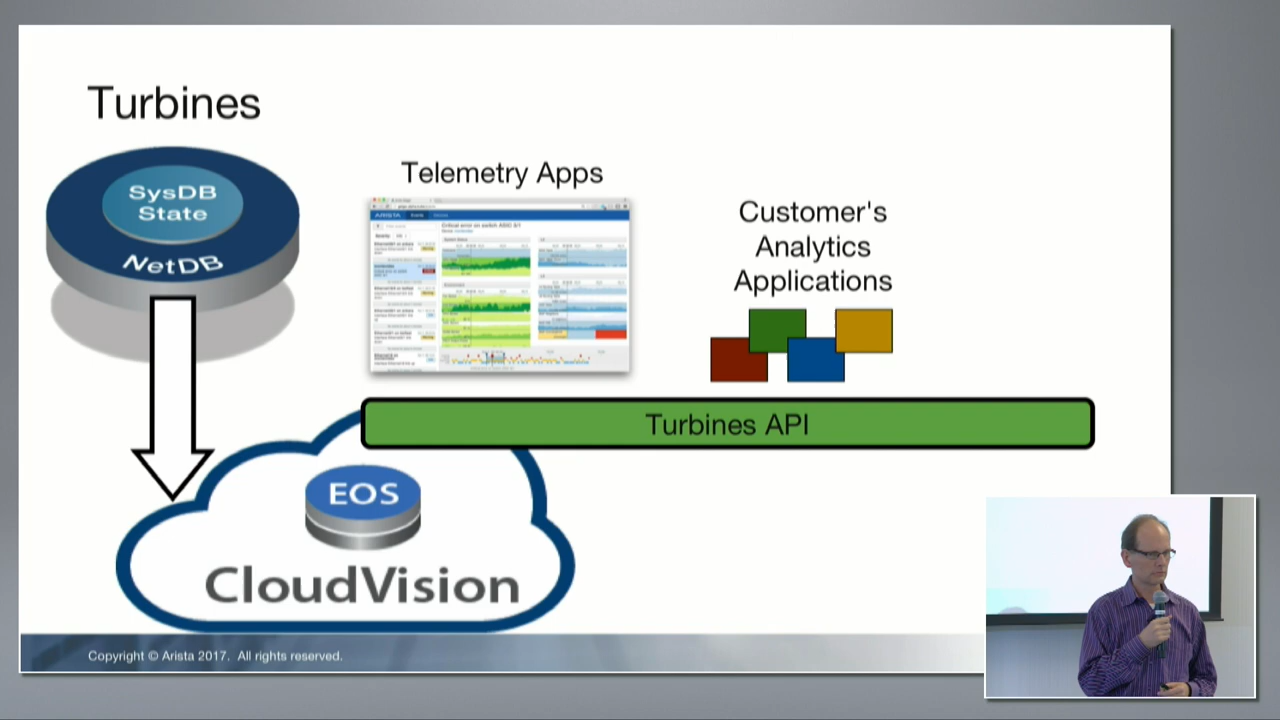 Turbines
SysDB
State
NetDB
Telemetry Apps
ARISTA
Customer's
Analytics
Applications
Turbines API
EOS
CloudVision
Copyright © Arista 2017. All rights reserved.